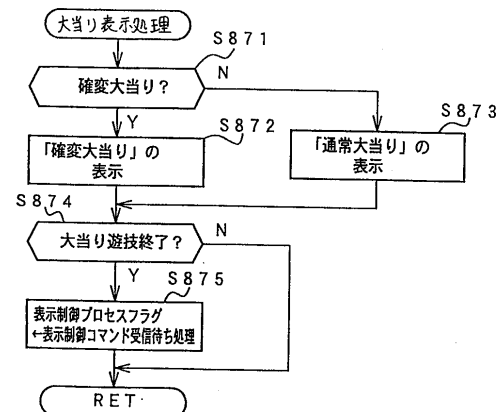 大当り表示処理
S871
確変大当り?
N
Y
S872
S873
「確変大当り」の
表示
「通常大当り」の
表示
S874
大当り遊技終了?
N
Y
S875
表示制御プロセスフラグ
←表示制御コマンド受信待ち処理
RET